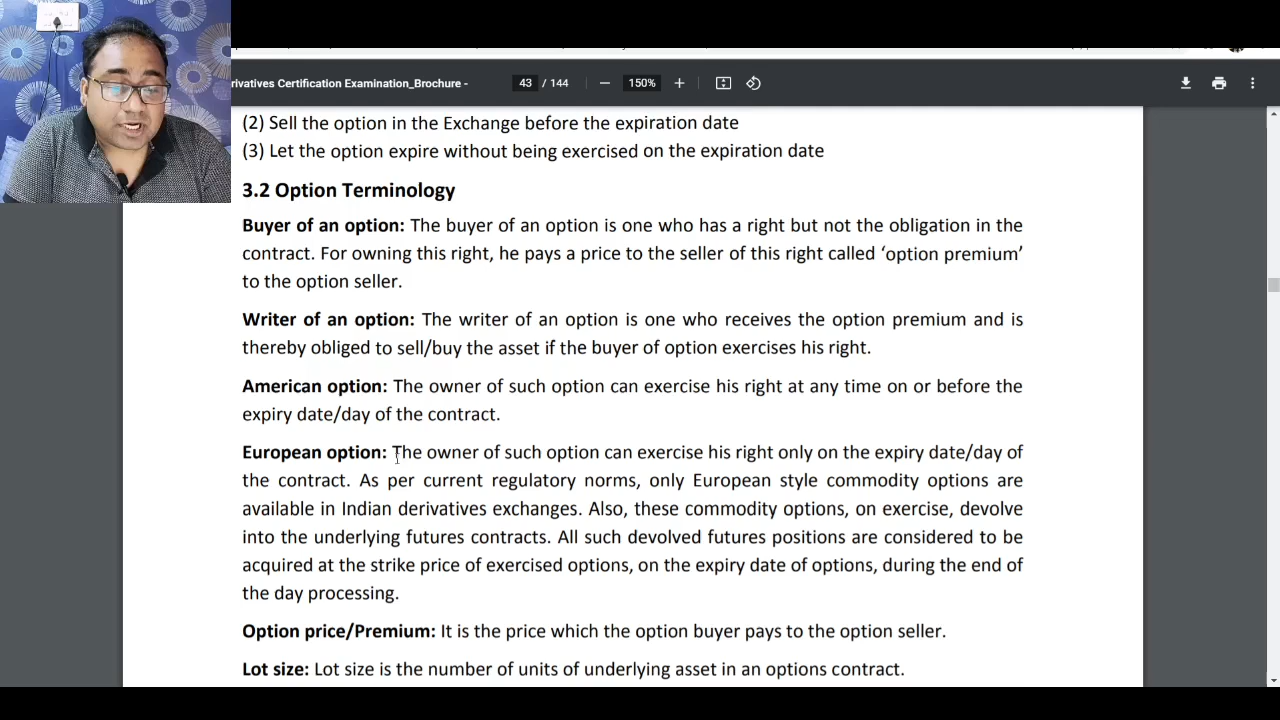 rivatives Certification Examination_Brochure -
43 / 144
150%
(2) Sell the option in the Exchange before the expiration date
(3) Let the option expire without being exercised on the expiration date
3.2 Option Terminology
Buyer of an option: The buyer of an option is one who has a right but not the obligation in the
contract. For owning this right, he pays a price to the seller of this right called ‘option premium’
to the option seller.
Writer of an option: The writer of an option is one who receives the option premium and is
thereby obliged to sell/buy the asset if the buyer of option exercises his right.
American option: The owner of such option can exercise his right at any time on or before the
expiry date/day of the contract.
European option: The owner of such option can exercise his right only on the expiry date/day of
the contract. As per current regulatory norms, only European style commodity options are
available in Indian derivatives exchanges. Also, these commodity options, on exercise, devolve
into the underlying futures contracts. All such devolved futures positions are considered to be
acquired at the strike price of exercised options, on the expiry date of options, during the end of
the day processing.
Option price/Premium: It is the price which the option buyer pays to the option seller.
Lot size: Lot size is the number of units of underlying asset in an options contract.